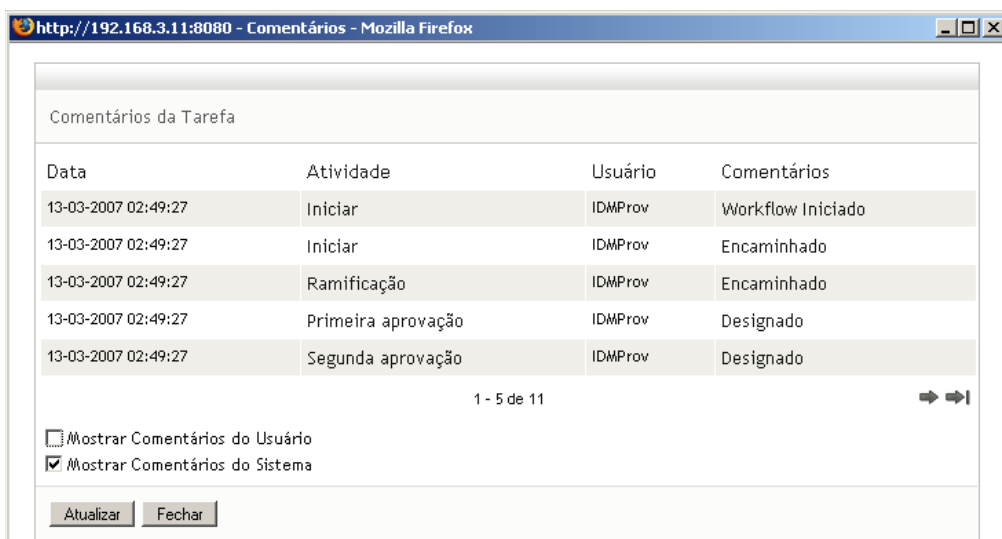 http://192.168.3.11:8080 - Comentários - Mozilla Firefox
Comentários da Tarefa
Data Atividade Usuário Comentários
13-03-2007 02:49:27 Iniciar IDMProv Workflow Iniciado
13-03-2007 02:49:27 Iniciar IDMProv Encaminhado
13-03-2007 02:49:27 Ramificação IDMProv Encaminhado
13-03-2007 02:49:27 Primeira aprovação IDMProv Designado
13-03-2007 02:49:27 Segunda aprovação IDMProv Designado
1 - 5 de 11
Mostrar Comentários do Usuário
Mostrar Comentários do Sistema
Atualizar Fechar